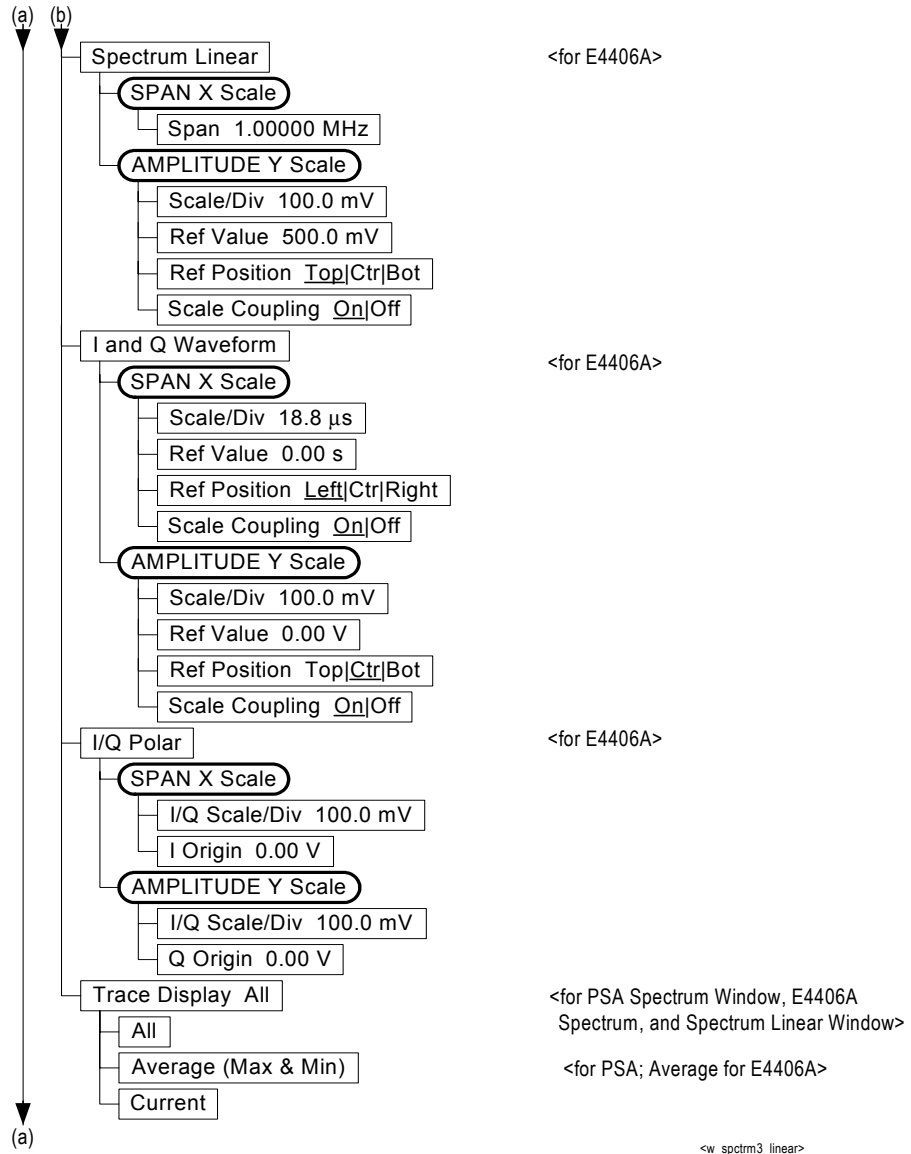 (a) (b)
Spectrum Linear <for E4406A>
SPAN X Scale
Span 1.00000 MHz
AMPLITUDE Y Scale
Scale/Div 100.0 mV
Ref Value 500.0 mV
Ref Position Top|Ctr|Bot
Scale Coupling On|Off
I and Q Waveform <for E4406A>
SPAN X Scale
Scale/Div 18.8 μs
Ref Value 0.00 s
Ref Position Left|Ctr|Right
Scale Coupling On|Off
AMPLITUDE Y Scale
Scale/Div 100.0 mV
Ref Value 0.00 V
Ref Position Top|Ctr|Bot
Scale Coupling On|Off
I/Q Polar <for E4406A>
SPAN X Scale
I/Q Scale/Div 100.0 mV
I Origin 0.00 V
AMPLITUDE Y Scale
I/Q Scale/Div 100.0 mV
Q Origin 0.00 V
Trace Display All <for PSA Spectrum Window, E4406A
All Spectrum, and Spectrum Linear Window>
Average (Max & Min) <for PSA; Average for E4406A>
Current
(a)
<w_spctrm3_linear>